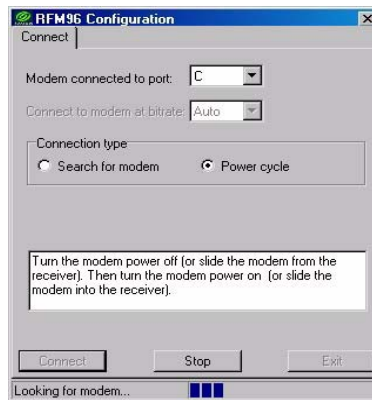 RFM96 Configuration
Connect
Modem connected to port: C
Connect to modem at bitrate: Auto
Connection type
Search for modem Power cycle
Turn the modem power off (or slide the modem from the
receiver). Then turn the modem power on (or slide the
modem into the receiver).
Connect Stop Exit
Looking for modem...